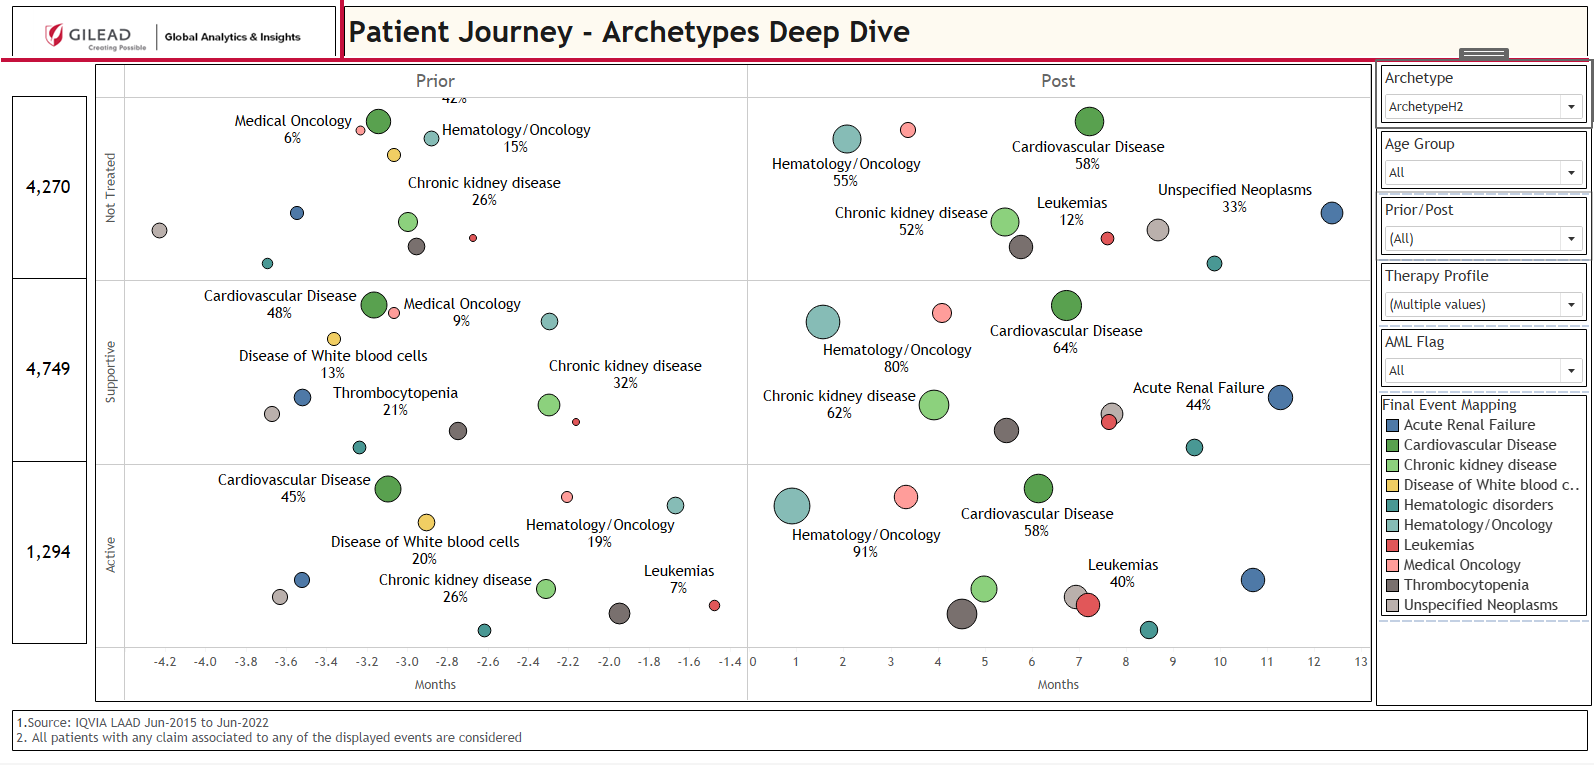 GILEAD
Creating Possible
Global Analytics & Insights
Patient Journey - Archetypes Deep Dive
Prior
Post
4,270
Not Treated
42%
Medical Oncology
6%
Hematology/Oncology
15%
Chronic kidney disease
26%
Hematology/Oncology
55%
Cardiovascular Disease
58%
Chronic kidney disease
52%
Leukemias
12%
Unspecified Neoplasms
33%
4,749
Supportive
Cardiovascular Disease
48%
Medical Oncology
9%
Disease of White blood cells
13%
Thrombocytopenia
21%
Chronic kidney disease
32%
Hematology/Oncology
80%
Cardiovascular Disease
64%
Chronic kidney disease
62%
Acute Renal Failure
44%
1,294
Active
Cardiovascular Disease
45%
Disease of White blood cells
20%
Hematology/Oncology
19%
Chronic kidney disease
26%
Leukemias
7%
Hematology/Oncology
91%
Cardiovascular Disease
58%
Leukemias
40%
-4.2 -4.0 -3.8 -3.6 -3.4 -3.2 -3.0 -2.8 -2.6 -2.4 -2.2 -2.0 -1.8 -1.6 -1.4
0 1 2 3 4 5 6 7 8 9 10 11 12 13
Months
Months
Archetype
ArchetypeH2
Age Group
All
Prior/Post
(All)
Therapy Profile
(Multiple values)
AML Flag
All
Final Event Mapping
Acute Renal Failure
Cardiovascular Disease
Chronic kidney disease
Disease of White blood c..
Hematologic disorders
Hematology/Oncology
Leukemias
Medical Oncology
Thrombocytopenia
Unspecified Neoplasms
1.Source: IQVIA LAAD Jun-2015 to Jun-2022
2. All patients with any claim associated to any of the displayed events are considered